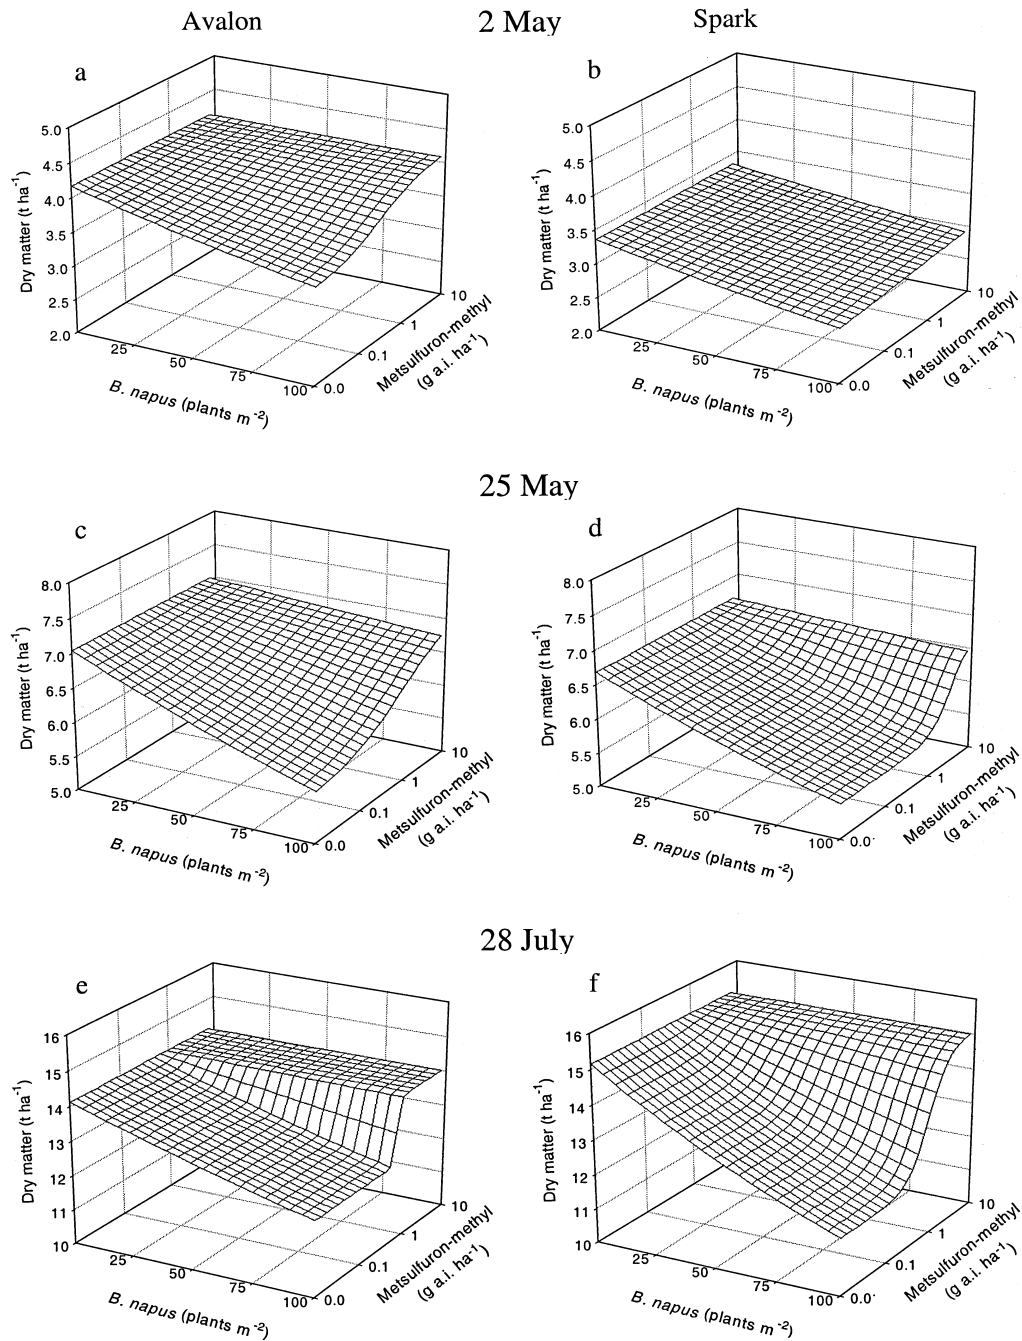 Avalon
2 May
Spark
a
5.0
4.5
4.0
3.5
3.0
2.5
2.0
Dry matter (t ha⁻¹)
25
50
75
100
B. napus (plants m⁻²)
0.0
0.1
1
10
Metsulfuron-methyl
(g a.i. ha⁻¹)
b
5.0
4.5
4.0
3.5
3.0
2.5
2.0
Dry matter (t ha⁻¹)
25
50
75
100
B. napus (plants m⁻²)
0.0
0.1
1
10
Metsulfuron-methyl
(g a.i. ha⁻¹)
25 May
c
8.0
7.5
7.0
6.5
6.0
5.5
5.0
Dry matter (t ha⁻¹)
25
50
75
100
B. napus (plants m⁻²)
0.0
0.1
1
10
Metsulfuron-methyl
(g a.i. ha⁻¹)
d
8.0
7.5
7.0
6.5
6.0
5.5
5.0
Dry matter (t ha⁻¹)
25
50
75
100
B. napus (plants m⁻²)
0.0
0.1
1
10
Metsulfuron-methyl
(g a.i. ha⁻¹)
28 July
e
16
15
14
13
12
11
10
Dry matter (t ha⁻¹)
25
50
75
100
B. napus (plants m⁻²)
0.0
0.1
1
10
Metsulfuron-methyl
(g a.i. ha⁻¹)
f
16
15
14
13
12
11
10
Dry matter (t ha⁻¹)
25
50
75
100
B. napus (plants m⁻²)
0.0
0.1
1
10
Metsulfuron-methyl
(g a.i. ha⁻¹)